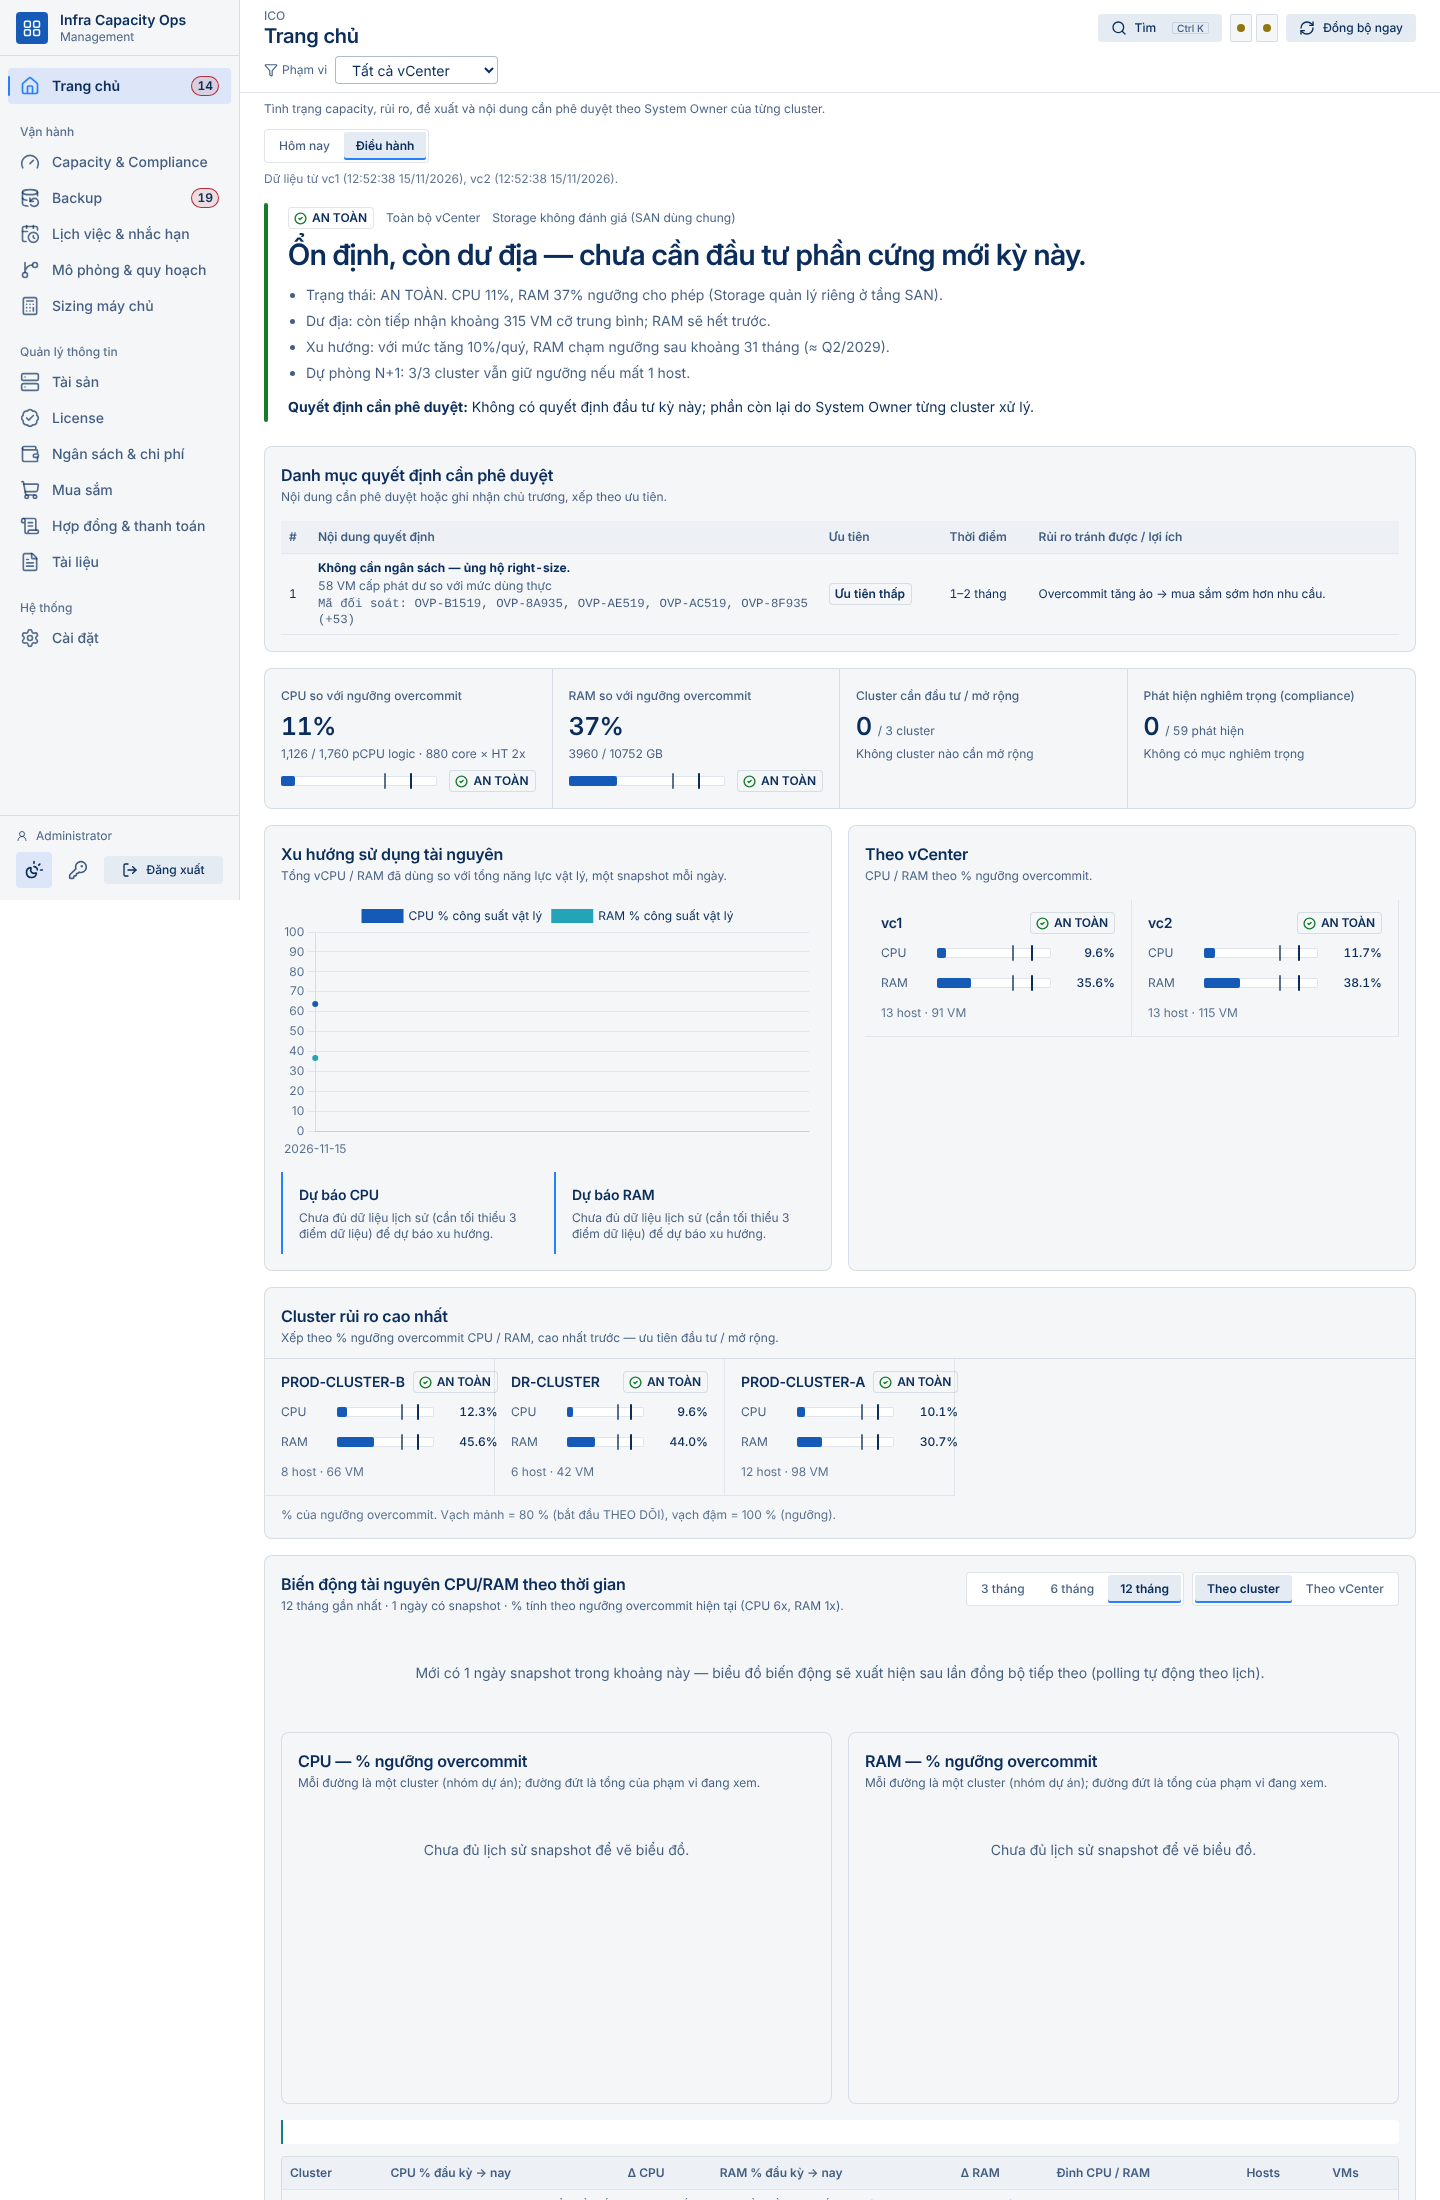 Infra Capacity Ops
Management
Trang chủ
14
Vận hành
Capacity & Compliance
Backup
19
Lịch việc & nhắc hạn
Mô phỏng & quy hoạch
Sizing máy chủ
Quản lý thông tin
Tài sản
License
Ngân sách & chi phí
Mua sắm
Hợp đồng & thanh toán
Tài liệu
Hệ thống
Cài đặt
Administrator
Đăng xuất
ICO
Trang chủ
Tìm
Ctrl K
Đồng bộ ngay
Phạm vi
Tất cả vCenter
Tình trạng capacity, rủi ro, đề xuất và nội dung cần phê duyệt theo System Owner của từng cluster.
Hôm nay
Điều hành
Dữ liệu từ vc1 (12:52:38 15/11/2026), vc2 (12:52:38 15/11/2026).
AN TOÀN
Toàn bộ vCenter
Storage không đánh giá (SAN dùng chung)
Ổn định, còn dư địa — chưa cần đầu tư phần cứng mới kỳ này.
• Trạng thái: AN TOÀN. CPU 11%, RAM 37% ngưỡng cho phép (Storage quản lý riêng ở tầng SAN).
• Dư địa: còn tiếp nhận khoảng 315 VM cỡ trung bình; RAM sẽ hết trước.
• Xu hướng: với mức tăng 10%/quý, RAM chạm ngưỡng sau khoảng 31 tháng (≈ Q2/2029).
• Dự phòng N+1: 3/3 cluster vẫn giữ ngưỡng nếu mất 1 host.
Quyết định cần phê duyệt: Không có quyết định đầu tư kỳ này; phần còn lại do System Owner từng cluster xử lý.
Danh mục quyết định cần phê duyệt
Nội dung cần phê duyệt hoặc ghi nhận chủ trương, xếp theo ưu tiên.
#
Nội dung quyết định
Ưu tiên
Thời điểm
Rủi ro tránh được / lợi ích
1
Không cần ngân sách — ủng hộ right-size.
58 VM cấp phát dư so với mức dùng thực
Mã đối soát: OVP-B1519, OVP-8A935, OVP-AE519, OVP-AC519, OVP-8F935
(+53)
Ưu tiên thấp
1–2 tháng
Overcommit tăng ảo → mua sắm sớm hơn nhu cầu.
CPU so với ngưỡng overcommit
11%
1,126 / 1,760 pCPU logic · 880 core × HT 2x
AN TOÀN
RAM so với ngưỡng overcommit
37%
3960 / 10752 GB
AN TOÀN
Cluster cần đầu tư / mở rộng
0 / 3 cluster
Không cluster nào cần mở rộng
Phát hiện nghiêm trọng (compliance)
0 / 59 phát hiện
Không có mục nghiêm trọng
Xu hướng sử dụng tài nguyên
Tổng vCPU / RAM đã dùng so với tổng năng lực vật lý, một snapshot mỗi ngày.
CPU % công suất vật lý
RAM % công suất vật lý
100
90
80
70
60
50
40
30
20
10
0
2026-11-15
Dự báo CPU
Chưa đủ dữ liệu lịch sử (cần tối thiểu 3
điểm dữ liệu) để dự báo xu hướng.
Dự báo RAM
Chưa đủ dữ liệu lịch sử (cần tối thiểu 3
điểm dữ liệu) để dự báo xu hướng.
Theo vCenter
CPU / RAM theo % ngưỡng overcommit.
vc1
AN TOÀN
CPU
9.6%
RAM
35.6%
13 host · 91 VM
vc2
AN TOÀN
CPU
11.7%
RAM
38.1%
13 host · 115 VM
Cluster rủi ro cao nhất
Xếp theo % ngưỡng overcommit CPU / RAM, cao nhất trước — ưu tiên đầu tư / mở rộng.
PROD-CLUSTER-B
AN TOÀN
CPU
12.3%
RAM
45.6%
8 host · 66 VM
DR-CLUSTER
AN TOÀN
CPU
9.6%
RAM
44.0%
6 host · 42 VM
PROD-CLUSTER-A
AN TOÀN
CPU
10.1%
RAM
30.7%
12 host · 98 VM
% của ngưỡng overcommit. Vạch mảnh = 80 % (bắt đầu THEO DÕI), vạch đậm = 100 % (ngưỡng).
Biến động tài nguyên CPU/RAM theo thời gian
12 tháng gần nhất · 1 ngày có snapshot · % tính theo ngưỡng overcommit hiện tại (CPU 6x, RAM 1x).
3 tháng
6 tháng
12 tháng
Theo cluster
Theo vCenter
Mới có 1 ngày snapshot trong khoảng này — biểu đồ biến động sẽ xuất hiện sau lần đồng bộ tiếp theo (polling tự động theo lịch).
CPU — % ngưỡng overcommit
Mỗi đường là một cluster (nhóm dự án); đường đứt là tổng của phạm vi đang xem.
Chưa đủ lịch sử snapshot để vẽ biểu đồ.
RAM — % ngưỡng overcommit
Mỗi đường là một cluster (nhóm dự án); đường đứt là tổng của phạm vi đang xem.
Chưa đủ lịch sử snapshot để vẽ biểu đồ.
Cluster
CPU % đầu kỳ → nay
Δ CPU
RAM % đầu kỳ → nay
Δ RAM
Đỉnh CPU / RAM
Hosts
VMs